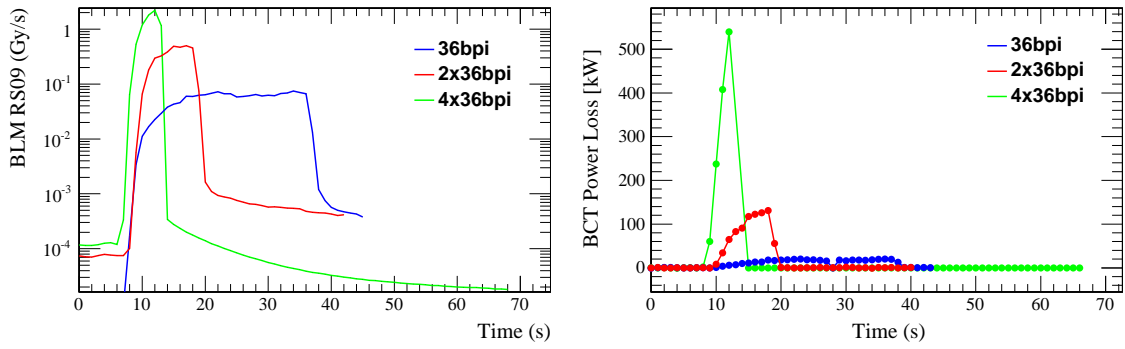 BLM RS09 (Gy/s)
1
10⁻¹
10⁻²
10⁻³
10⁻⁴
36bpi
2x36bpi
4x36bpi
0 10 20 30 40 50 60 70
Time (s)
BCT Power Loss [kW]
500
400
300
200
100
0
36bpi
2x36bpi
4x36bpi
0 10 20 30 40 50 60 70
Time (s)